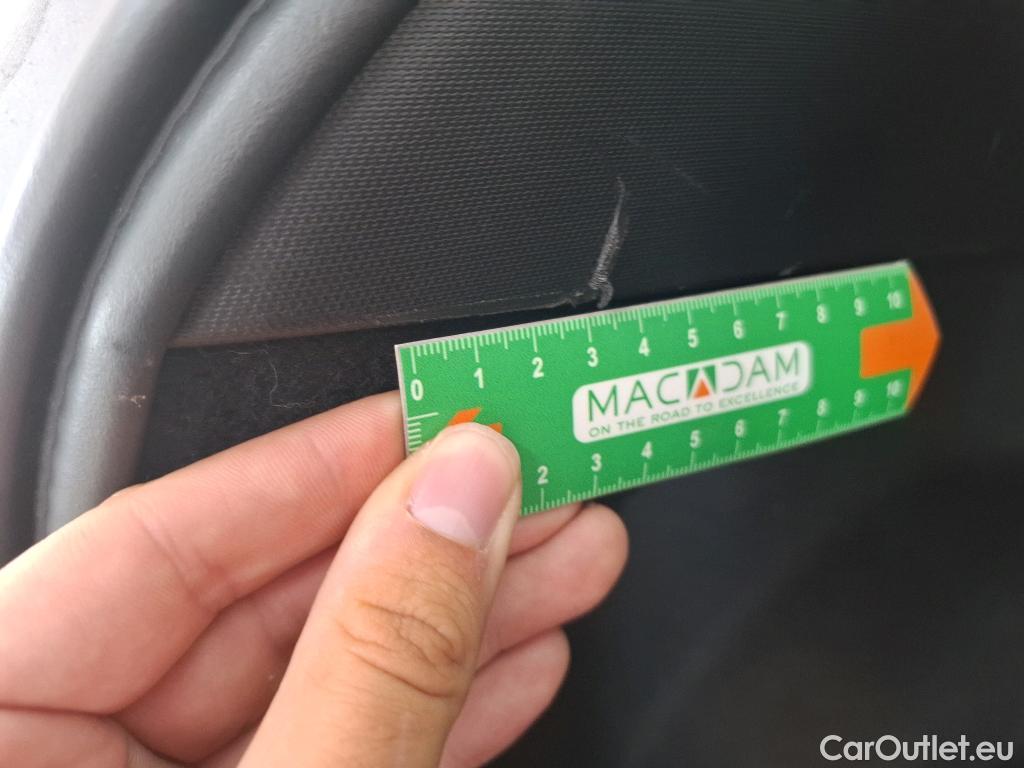 0 1 2 3 4 5 6 7 8 9 10
MACADAM
ON THE ROAD TO EXCELLENCE
2 3 4 5 6 7 8 9 10
CarOutlet.eu